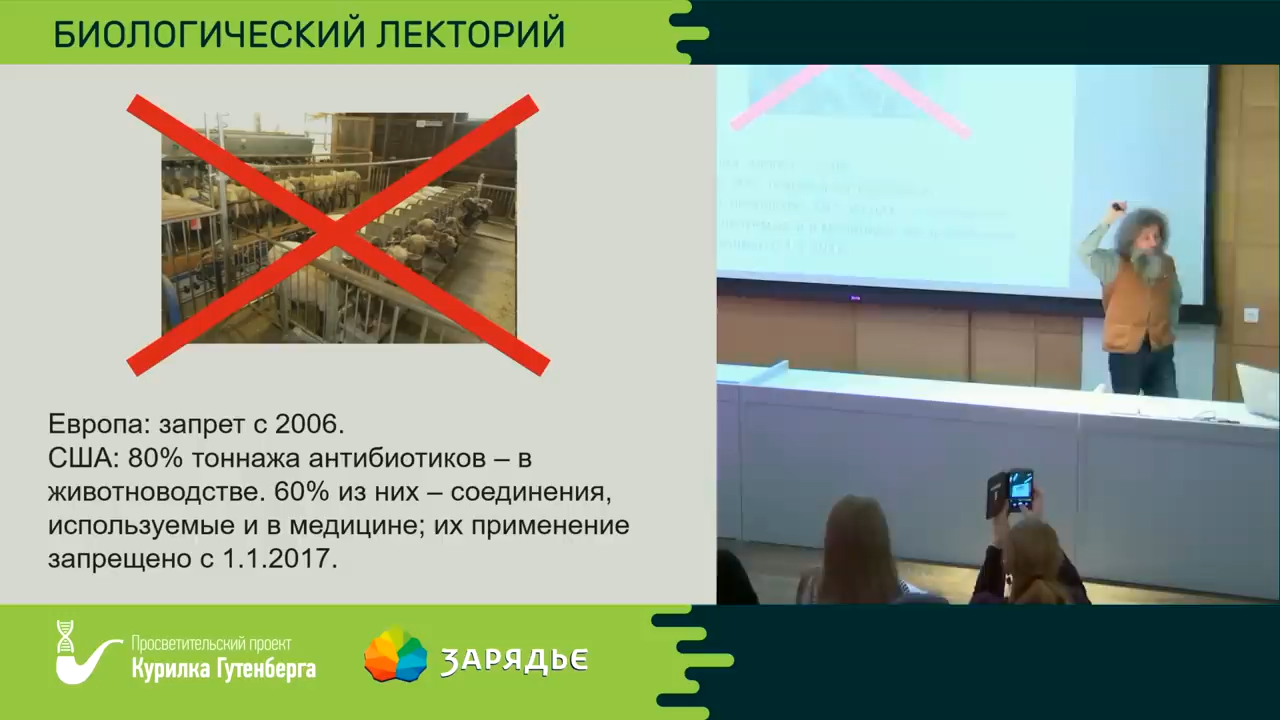 БИОЛОГИЧЕСКИЙ ЛЕКТОРИЙ
Европа: запрет с 2006.
США: 80% тоннажа антибиотиков – в
животноводстве. 60% из них – соединения,
используемые и в медицине; их применение
запрещено с 1.1.2017.
Просветительский проект
Курилка Гутенберга
ЗАРЯДЬЕ